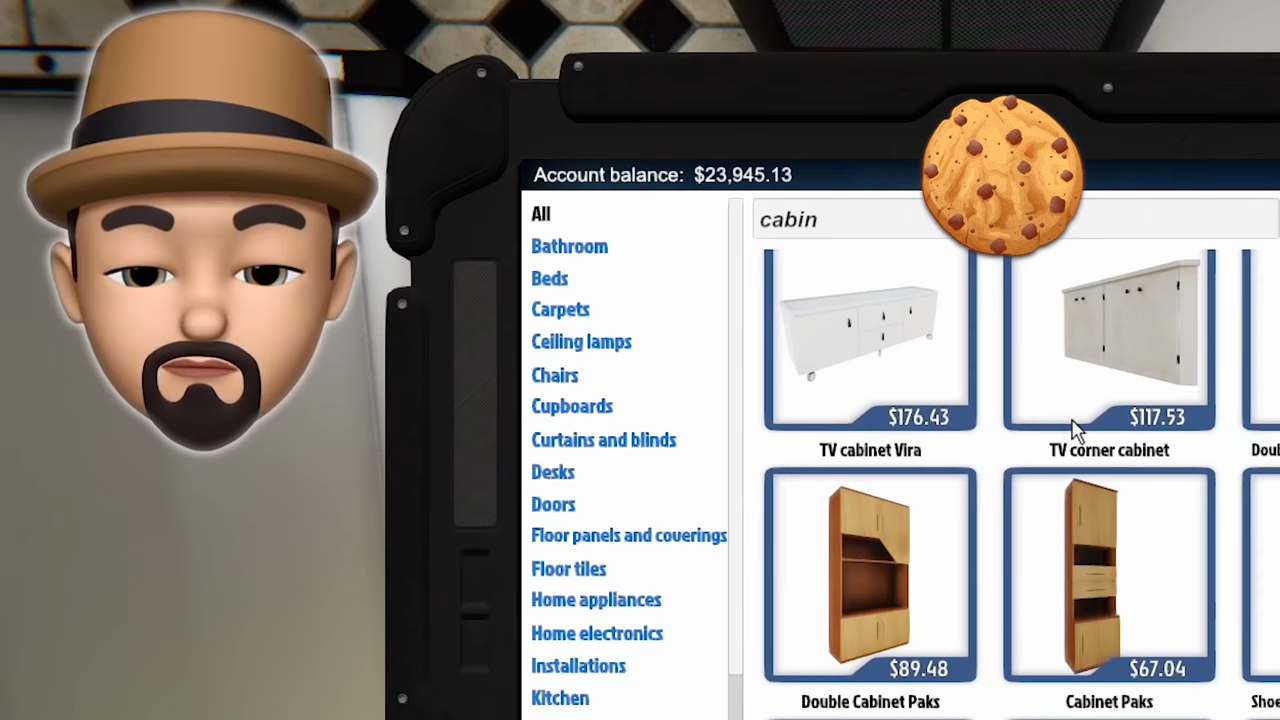 Account balance: $23,945.13
All
Bathroom
Beds
Carpets
Ceiling lamps
Chairs
Cupboards
Curtains and blinds
Desks
Doors
Floor panels and coverings
Floor tiles
Home appliances
Home electronics
Installations
Kitchen
cabin
$176.43
$117.53
TV cabinet Vira
TV corner cabinet
$89.48
$67.04
Double Cabinet Paks
Cabinet Paks